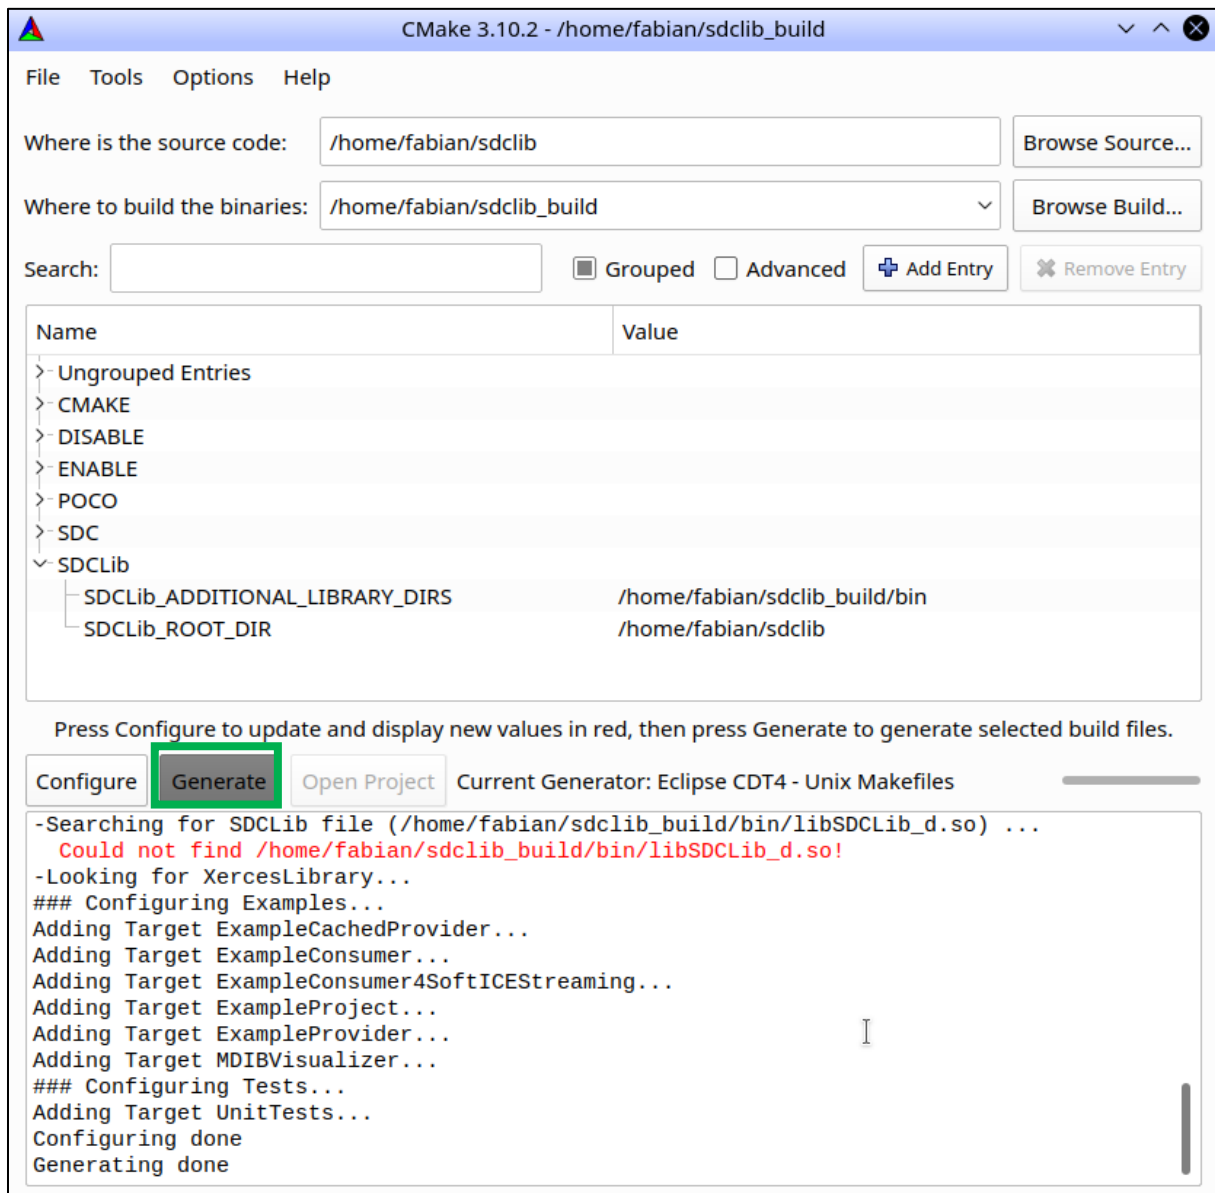 CMake 3.10.2 - /home/fabian/sdclib_build
File Tools Options Help
Where is the source code: /home/fabian/sdclib Browse Source...
Where to build the binaries: /home/fabian/sdclib_build Browse Build...
Search: Grouped Advanced Add Entry Remove Entry
Name Value
Ungrouped Entries
CMAKE
DISABLE
ENABLE
POCO
SDC
SDCLib
SDCLib_ADDITIONAL_LIBRARY_DIRS /home/fabian/sdclib_build/bin
SDCLib_ROOT_DIR /home/fabian/sdclib
Press Configure to update and display new values in red, then press Generate to generate selected build files.
Configure Generate Open Project Current Generator: Eclipse CDT4 - Unix Makefiles
-Searching for SDCLib file (/home/fabian/sdclib_build/bin/libSDCLib_d.so) ...
Could not find /home/fabian/sdclib_build/bin/libSDCLib_d.so!
-Looking for XercesLibrary...
### Configuring Examples...
Adding Target ExampleCachedProvider...
Adding Target ExampleConsumer...
Adding Target ExampleConsumer4SoftICEStreaming...
Adding Target ExampleProject...
Adding Target ExampleProvider...
Adding Target MDIBVisualizer...
### Configuring Tests...
Adding Target UnitTests...
Configuring done
Generating done